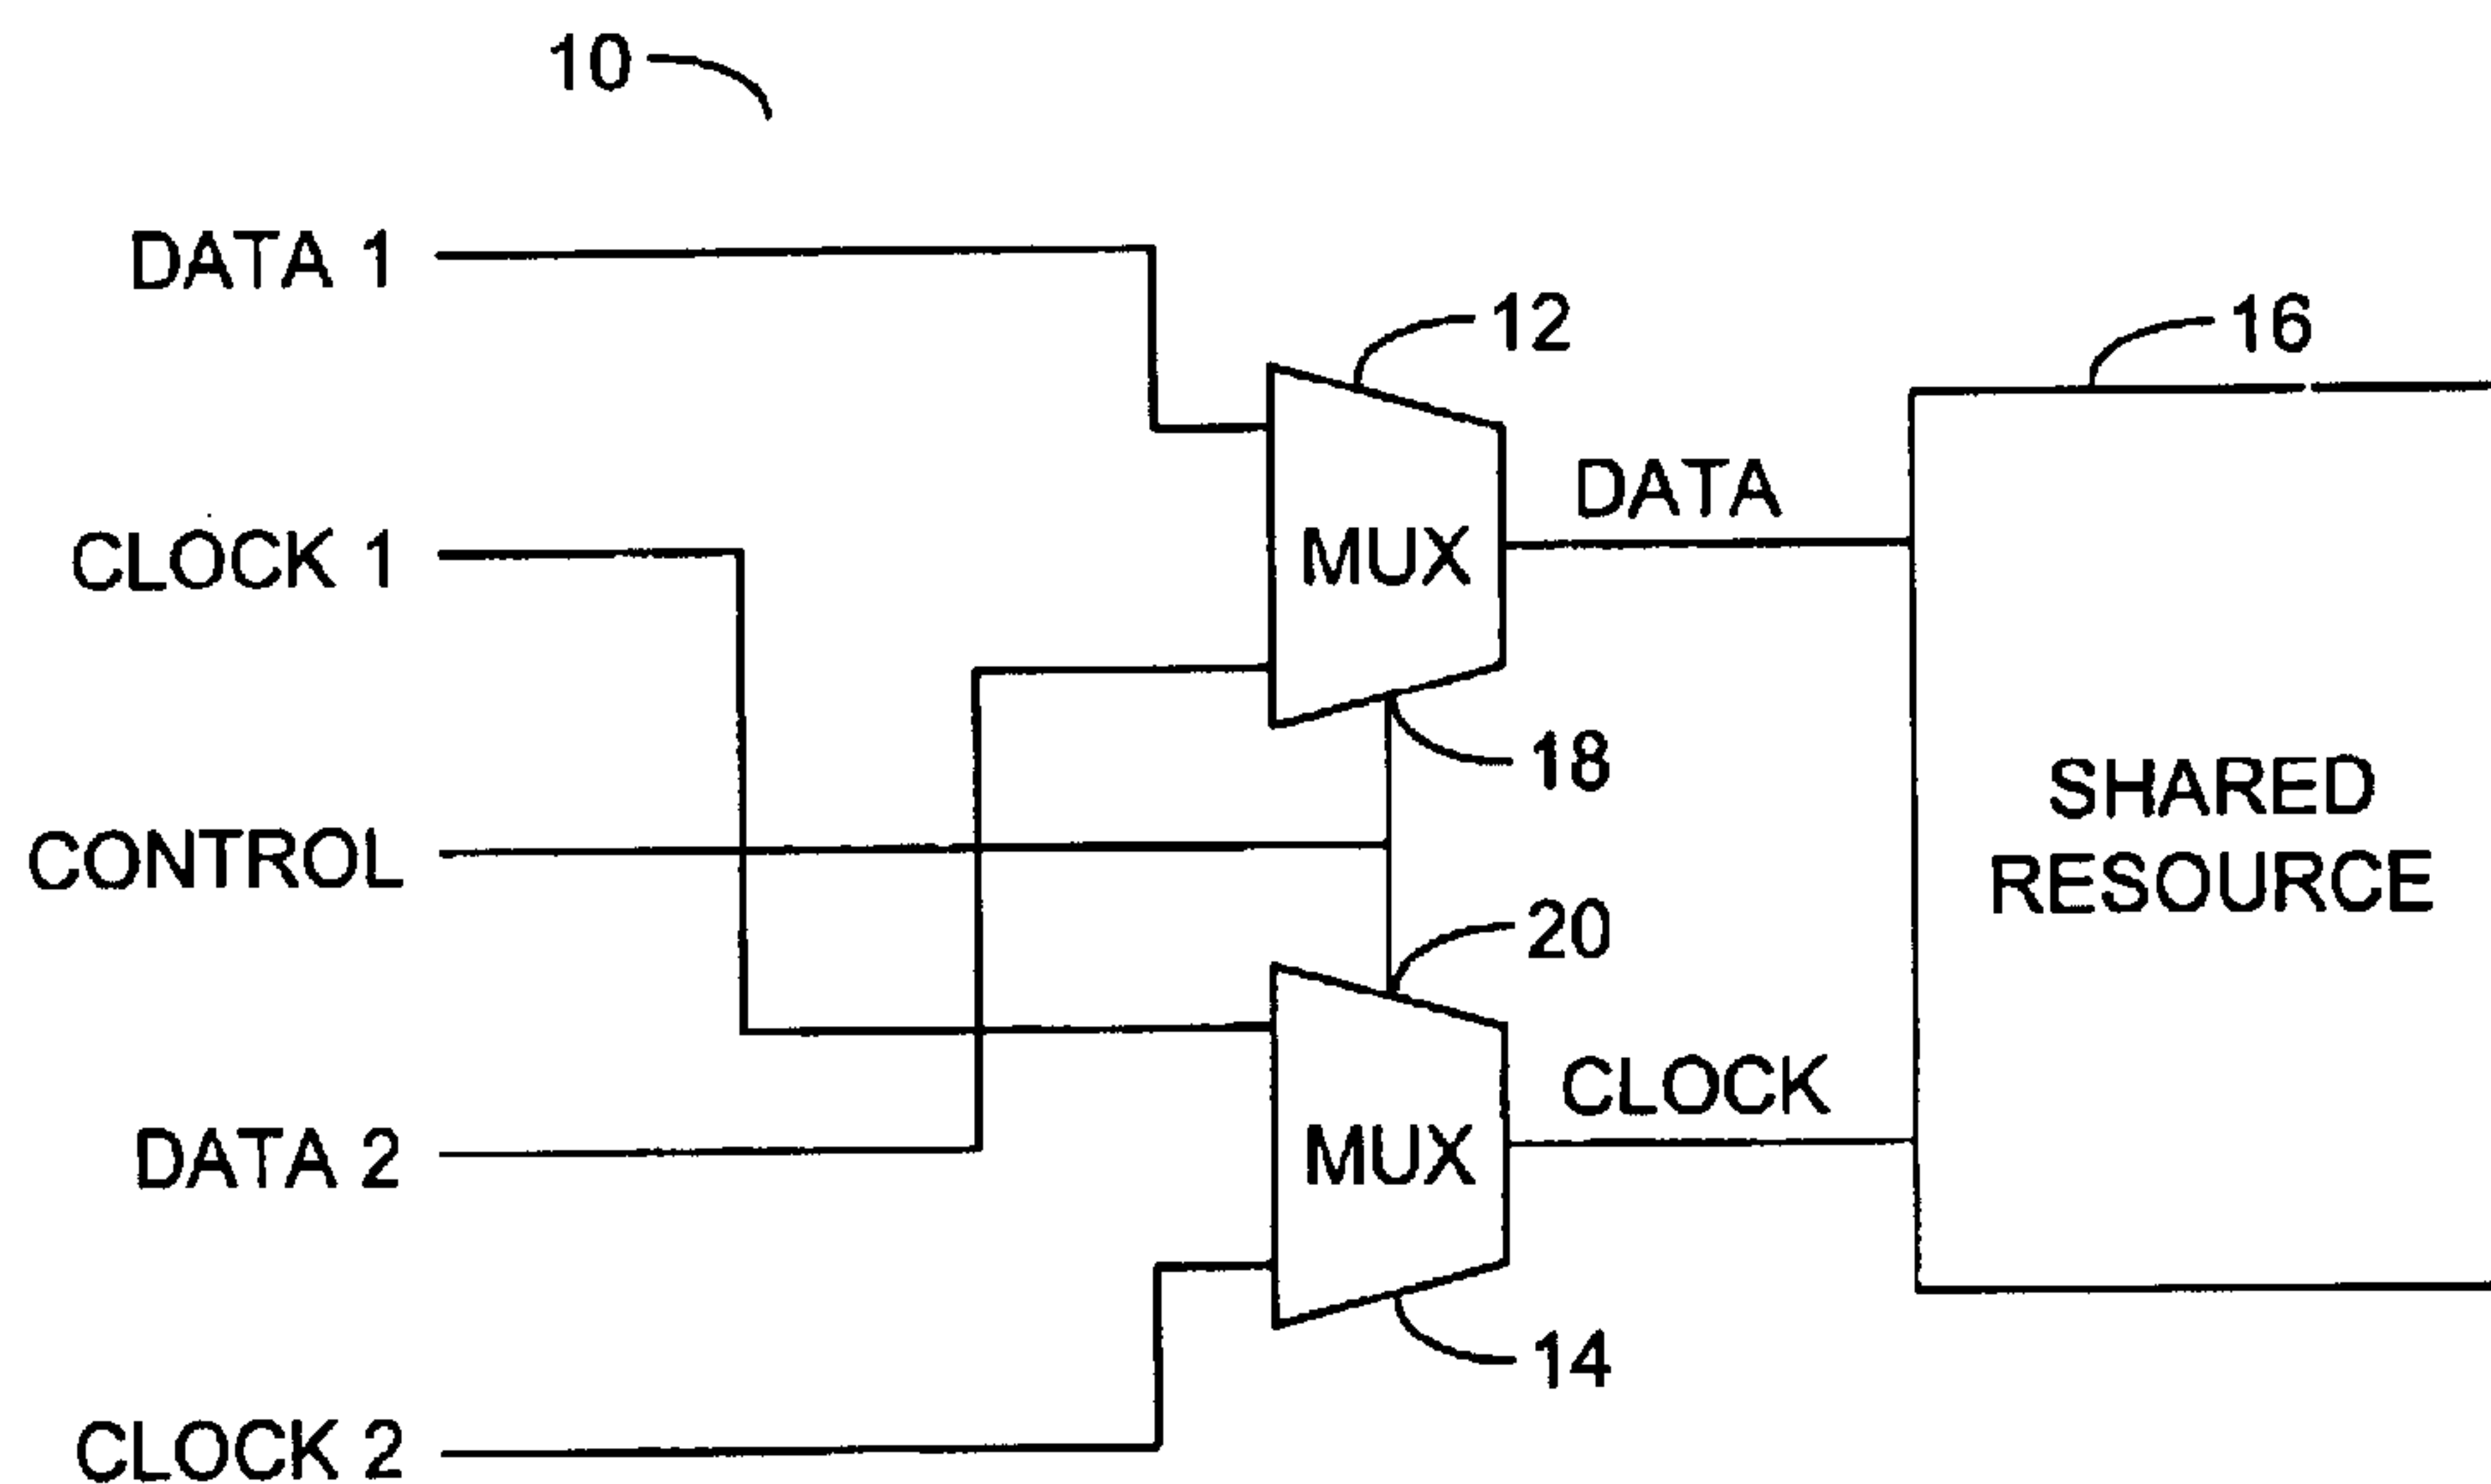 10
DATA 1
12
16
DATA
CLOCK 1
MUX
18
SHARED
RESOURCE
CONTROL
20
CLOCK
DATA 2
MUX
14
CLOCK 2